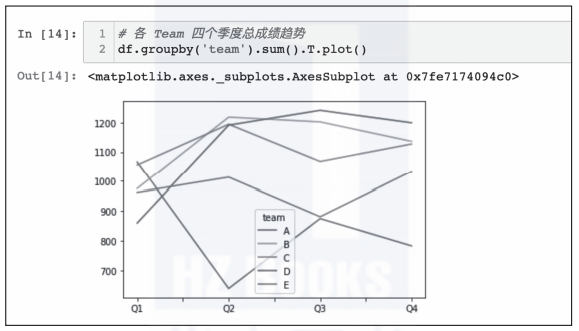 In [14]:
1 # 各 Team 四个季度总成绩趋势
2 df.groupby('team').sum().T.plot()
Out[14]: <matplotlib.axes._subplots.AxesSubplot at 0x7fe7174094c0>
1200
1100
1000
900
800
700
team
A
B
C
D
E
Q1 Q2 Q3 Q4
HZ BOOKS